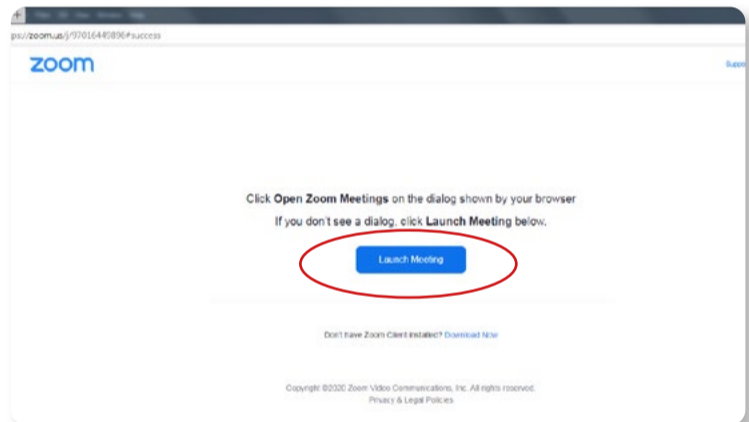 ps://zoom.us/j/97016449896#success
zoom
Suppo
Click Open Zoom Meetings on the dialog shown by your browser
If you don't see a dialog, click Launch Meeting below.
Launch Meeting
Don't have Zoom Client installed? Download Now
Copyright ©2020 Zoom Video Communications, Inc. All rights reserved.
Privacy & Legal Policies